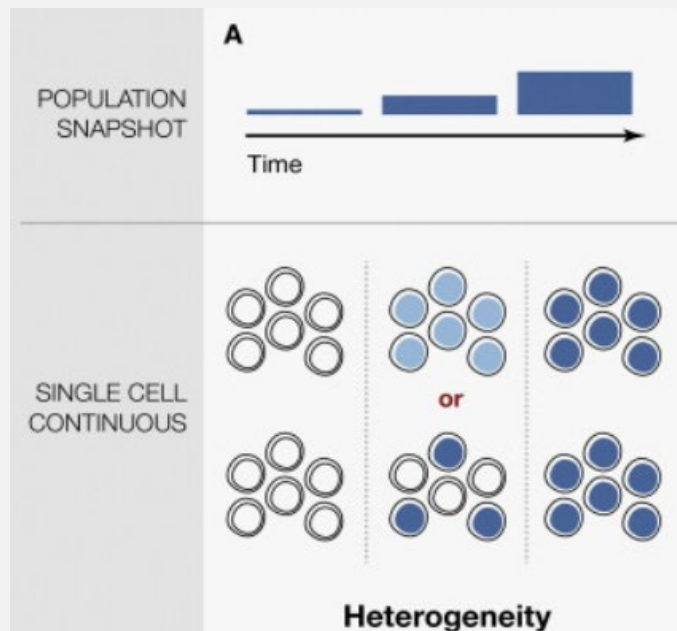 A
POPULATION
SNAPSHOT
Time
SINGLE CELL
CONTINUOUS
or
Heterogeneity